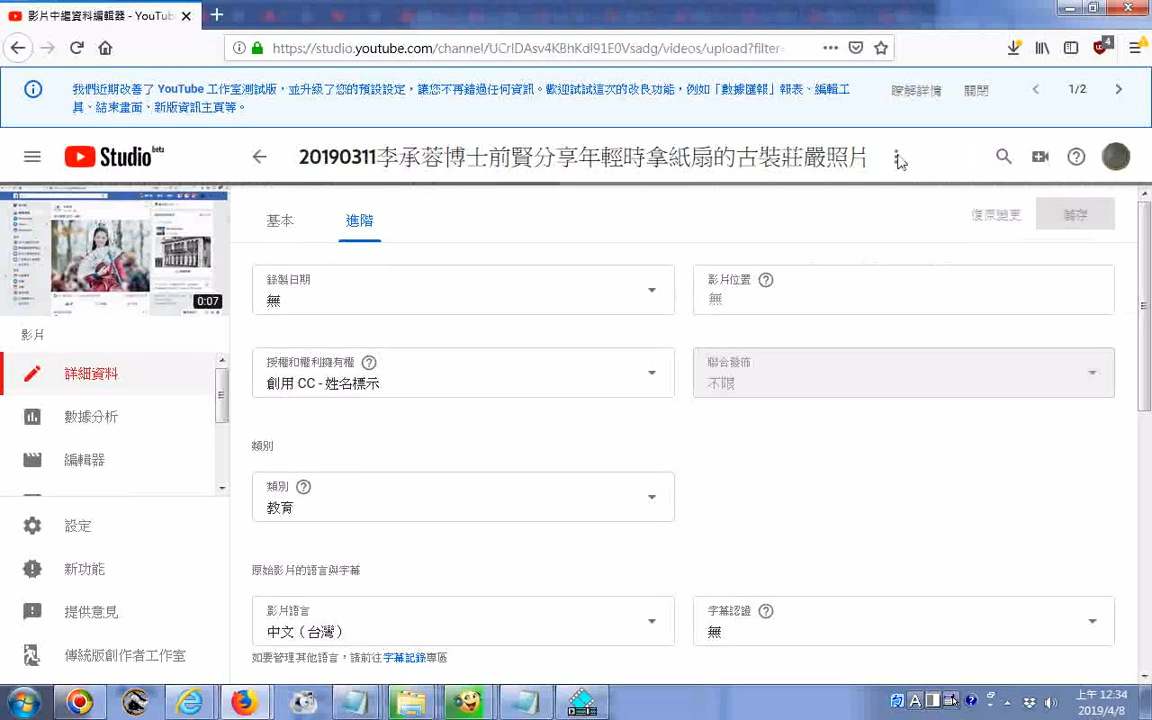 影片中繼資料編輯器 - YouTub
https://studio.youtube.com/channel/UCrIDAsv4KBhKdI91E0Vsadg/videos/upload?filter=
4
我們近期改善了 YouTube 工作室測試版，並升級了您的預設設定，讓您不再錯過任何資訊。歡迎試試這次的改良功能，例如「數據匯報」報表、編輯工
具、結束畫面、新版資訊主頁等。
瞭解詳情
關閉
1/2
Studio beta
20190311李承蓉博士前賢分享年輕時拿紙扇的古裝莊嚴照片
0:07
影片
詳細資料
數據分析
編輯器
設定
新功能
提供意見
傳統版創作者工作室
基本
進階
復原變更
儲存
錄製日期
無
影片位置
無
授權和權利擁有權
創用 CC - 姓名標示
聯合發佈
不限
類別
類別
教育
原始影片的語言與字幕
影片語言
中文（台灣）
字幕認證
無
如要管理其他語言，請前往字幕記錄專區
上午 12:34
2019/4/8